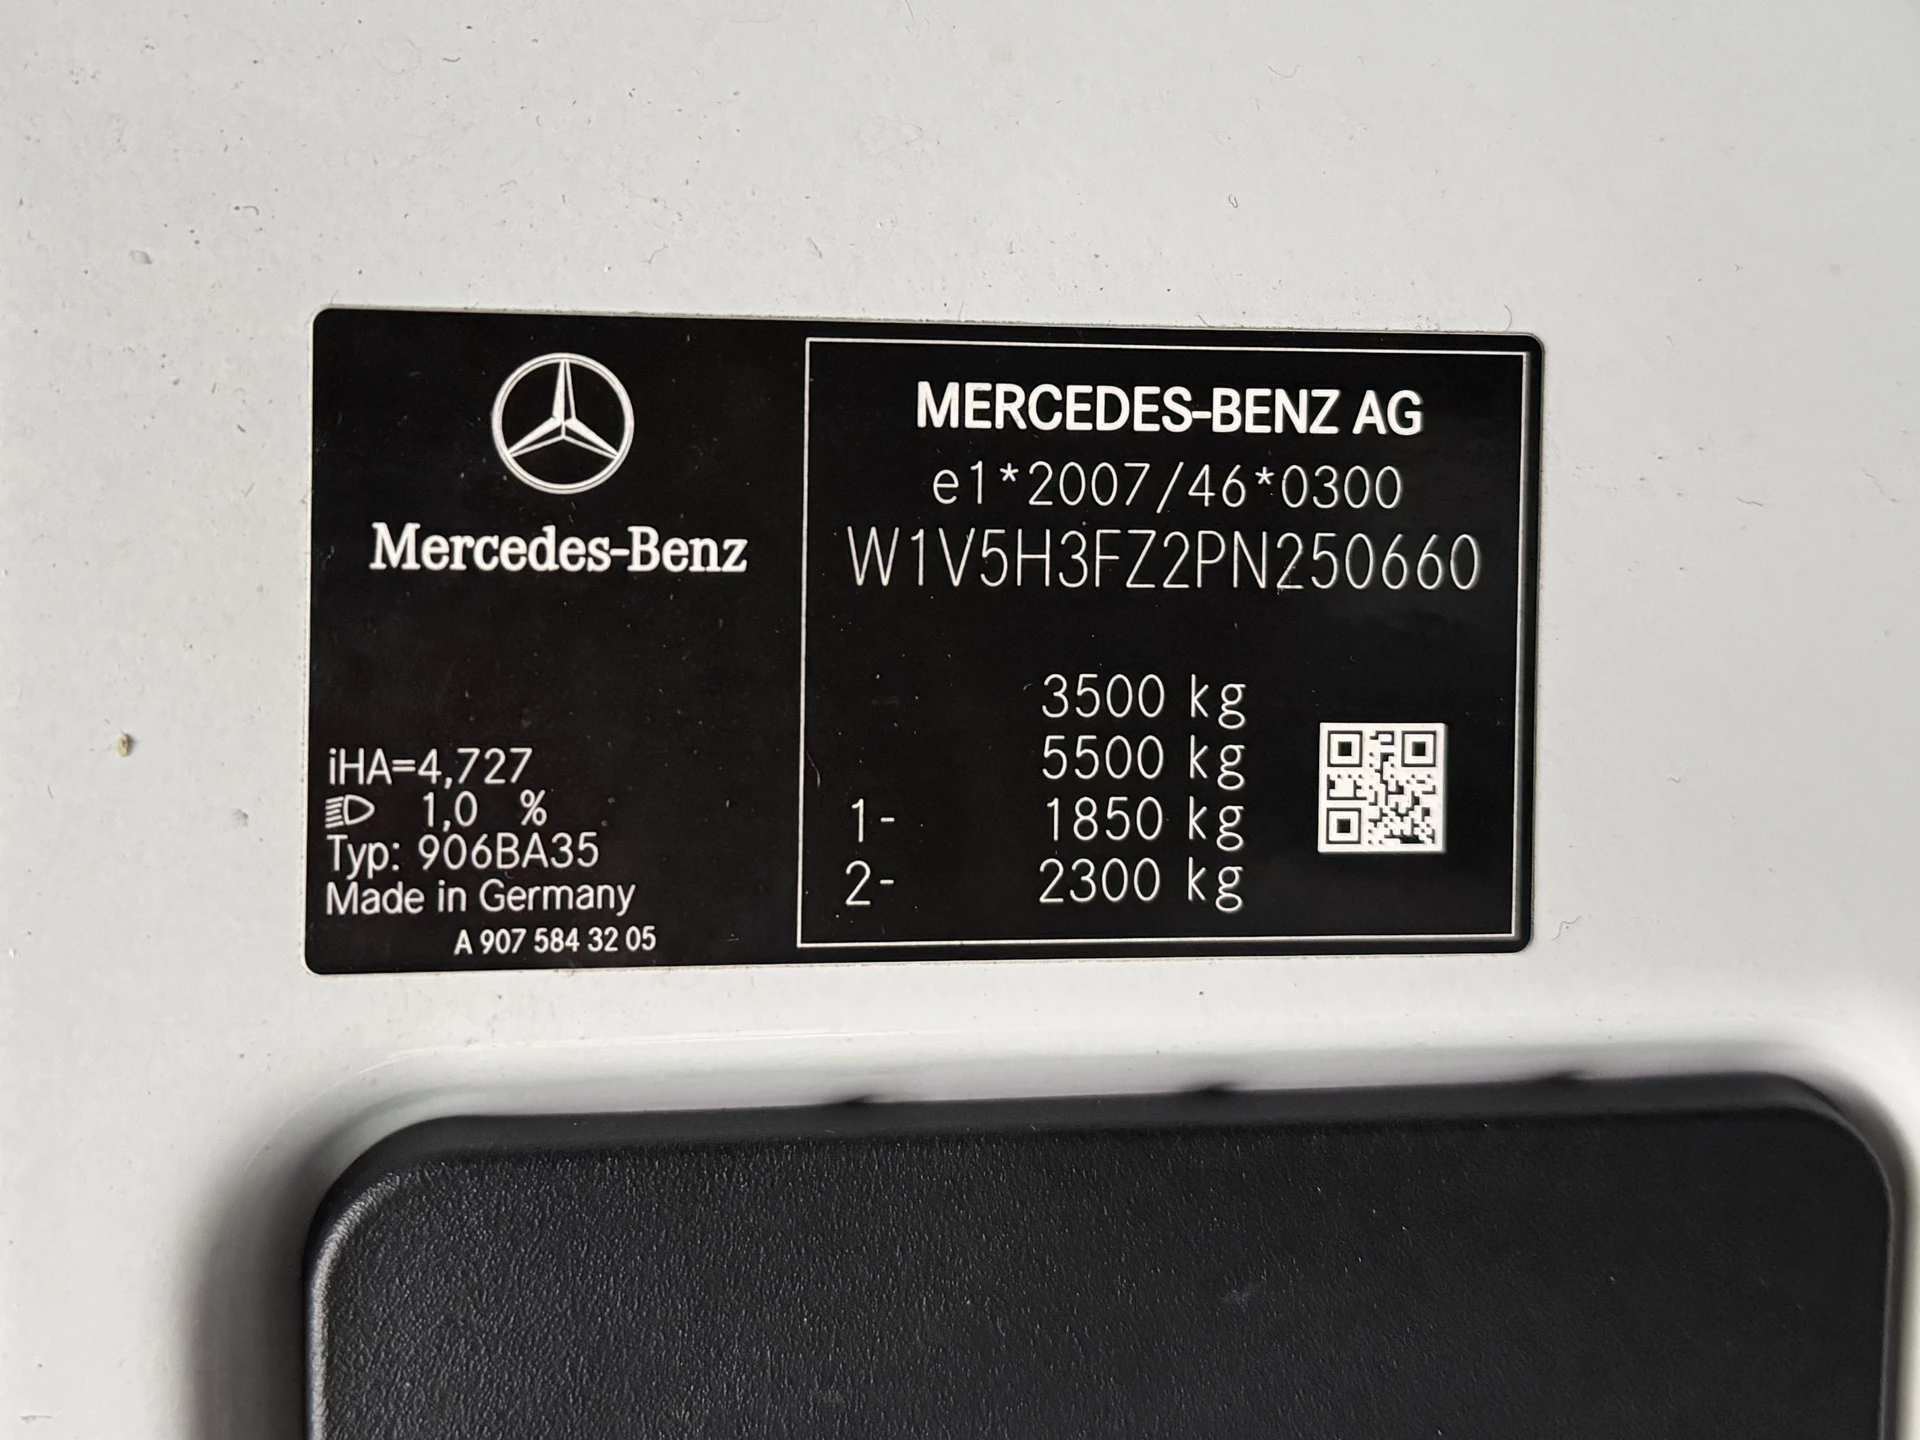 Mercedes-Benz
iHA=4,727
1,0 %
Typ: 906BA35
Made in Germany
A 907 584 32 05
MERCEDES-BENZ AG
e1*2007/46*0300
W1V5H3FZ2PN250660
3500 kg
5500 kg
1- 1850 kg
2- 2300 kg